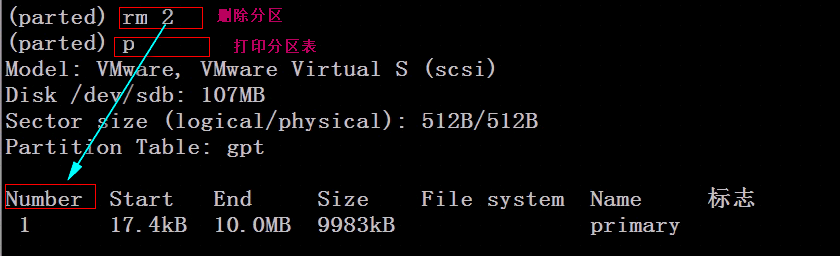 (parted) rm 2 删除分区
(parted) p 打印分区表
Model: VMware, VMware Virtual S (scsi)
Disk /dev/sdb: 107MB
Sector size (logical/physical): 512B/512B
Partition Table: gpt
Number Start End Size File system Name 标志
1 17.4kB 10.0MB 9983kB primary